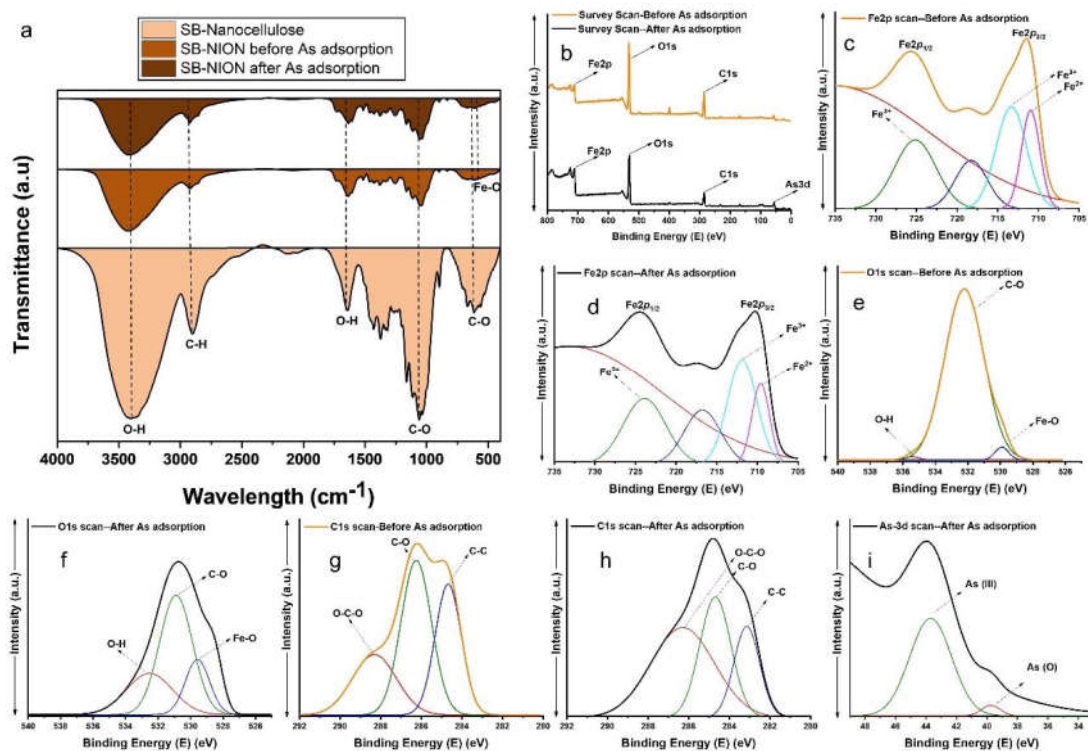 a
SB-Nanocellulose
SB-NION before As adsorption
SB-NION after As adsorption
Transmittance (a.u)
Fe-O
O-H
C-H
O-H
C-O
C-O
4000 3500 3000 2500 2000 1500 1000 500
Wavelength (cm-1)
Survey Scan-Before As adsorption
Survey Scan--After As adsorption
b
O1s
Fe2p
C1s
O1s
Fe2p
C1s
As3d
Intensity (a.u.)
Intensity (a.u.)
800 700 600 500 400 300 200 100 0
Binding Energy (E) (eV)
Fe2p scan--Before As adsorption
c
Fe2p1/2
Fe2p3/2
Fe3+
Fe2+
Fe3+
Intensity (a.u.)
735 730 725 720 715 710 705
Binding Energy (E) (eV)
Fe2p scan--After As adsorption
d
Fe2p1/2
Fe2p3/2
Fe3+
Fe2+
Fe3+
Intensity (a.u.)
735 730 725 720 715 710 705
Binding Energy (E) (eV)
O1s scan--Before As adsorption
e
C-O
O-H
Fe-O
Intensity (a.u.)
540 538 536 534 532 530 528 526
Binding Energy (E) (eV)
O1s scan--After As adsorption
f
C-O
O-H
Fe-O
Intensity (a.u.)
540 537 534 531 528 525
Binding Energy (E) (eV)
C1s scan-Before As adsorption
g
C-O
C-C
O-C-O
Intensity (a.u.)
292 290 288 286 284 282 280
Binding Energy (E) (eV)
C1s scan--After As adsorption
h
O-C-O
C-O
C-C
Intensity (a.u.)
292 290 288 286 284 282 280
Binding Energy (E) (eV)
As-3d scan--After As adsorption
i
As (III)
As (O)
Intensity (a.u.)
48 46 44 42 40 38 36 34
Binding Energy (E) (eV)